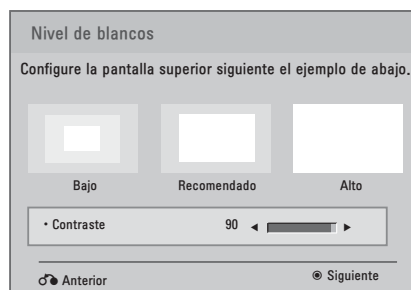 Nivel de blancos
Configure la pantalla superior siguiente el ejemplo de abajo.
Bajo Recomendado Alto
• Contraste 90
Anterior Siguiente